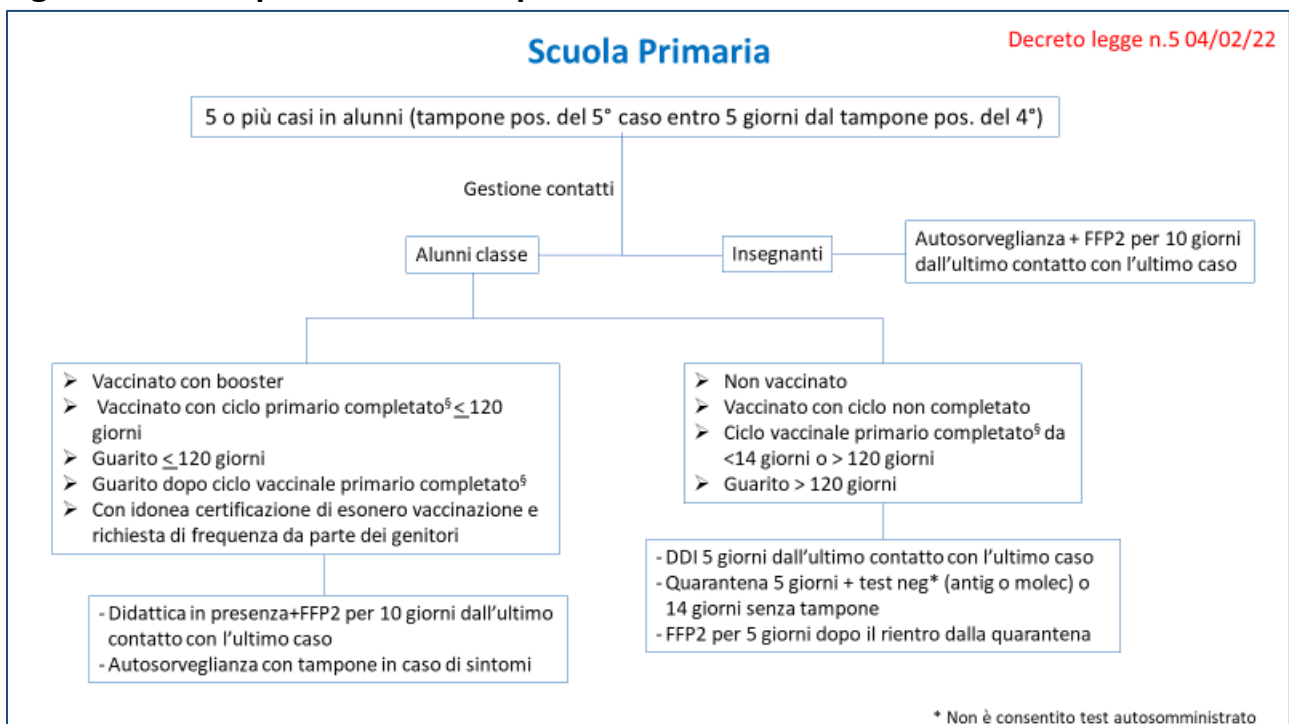 Scuola Primaria
Decreto legge n.5 04/02/22
5 o più casi in alunni (tampone pos. del 5° caso entro 5 giorni dal tampone pos. del 4°)
Gestione contatti
Alunni classe
Insegnanti
Autosorveglianza + FFP2 per 10 giorni
dall'ultimo contatto con l'ultimo caso
➢ Vaccinato con booster
➢ Vaccinato con ciclo primario completato§ < 120
giorni
➢ Guarito < 120 giorni
➢ Guarito dopo ciclo vaccinale primario completato§
➢ Con idonea certificazione di esonero vaccinazione e
richiesta di frequenza da parte dei genitori
➢ Non vaccinato
➢ Vaccinato con ciclo non completato
➢ Ciclo vaccinale primario completato§ da
<14 giorni o > 120 giorni
➢ Guarito > 120 giorni
- Didattica in presenza+FFP2 per 10 giorni dall'ultimo
contatto con l'ultimo caso
- Autosorveglianza con tampone in caso di sintomi
- DDI 5 giorni dall'ultimo contatto con l'ultimo caso
- Quarantena 5 giorni + test neg* (antig o molec) o
14 giorni senza tampone
- FFP2 per 5 giorni dopo il rientro dalla quarantena
* Non è consentito test autosomministrato